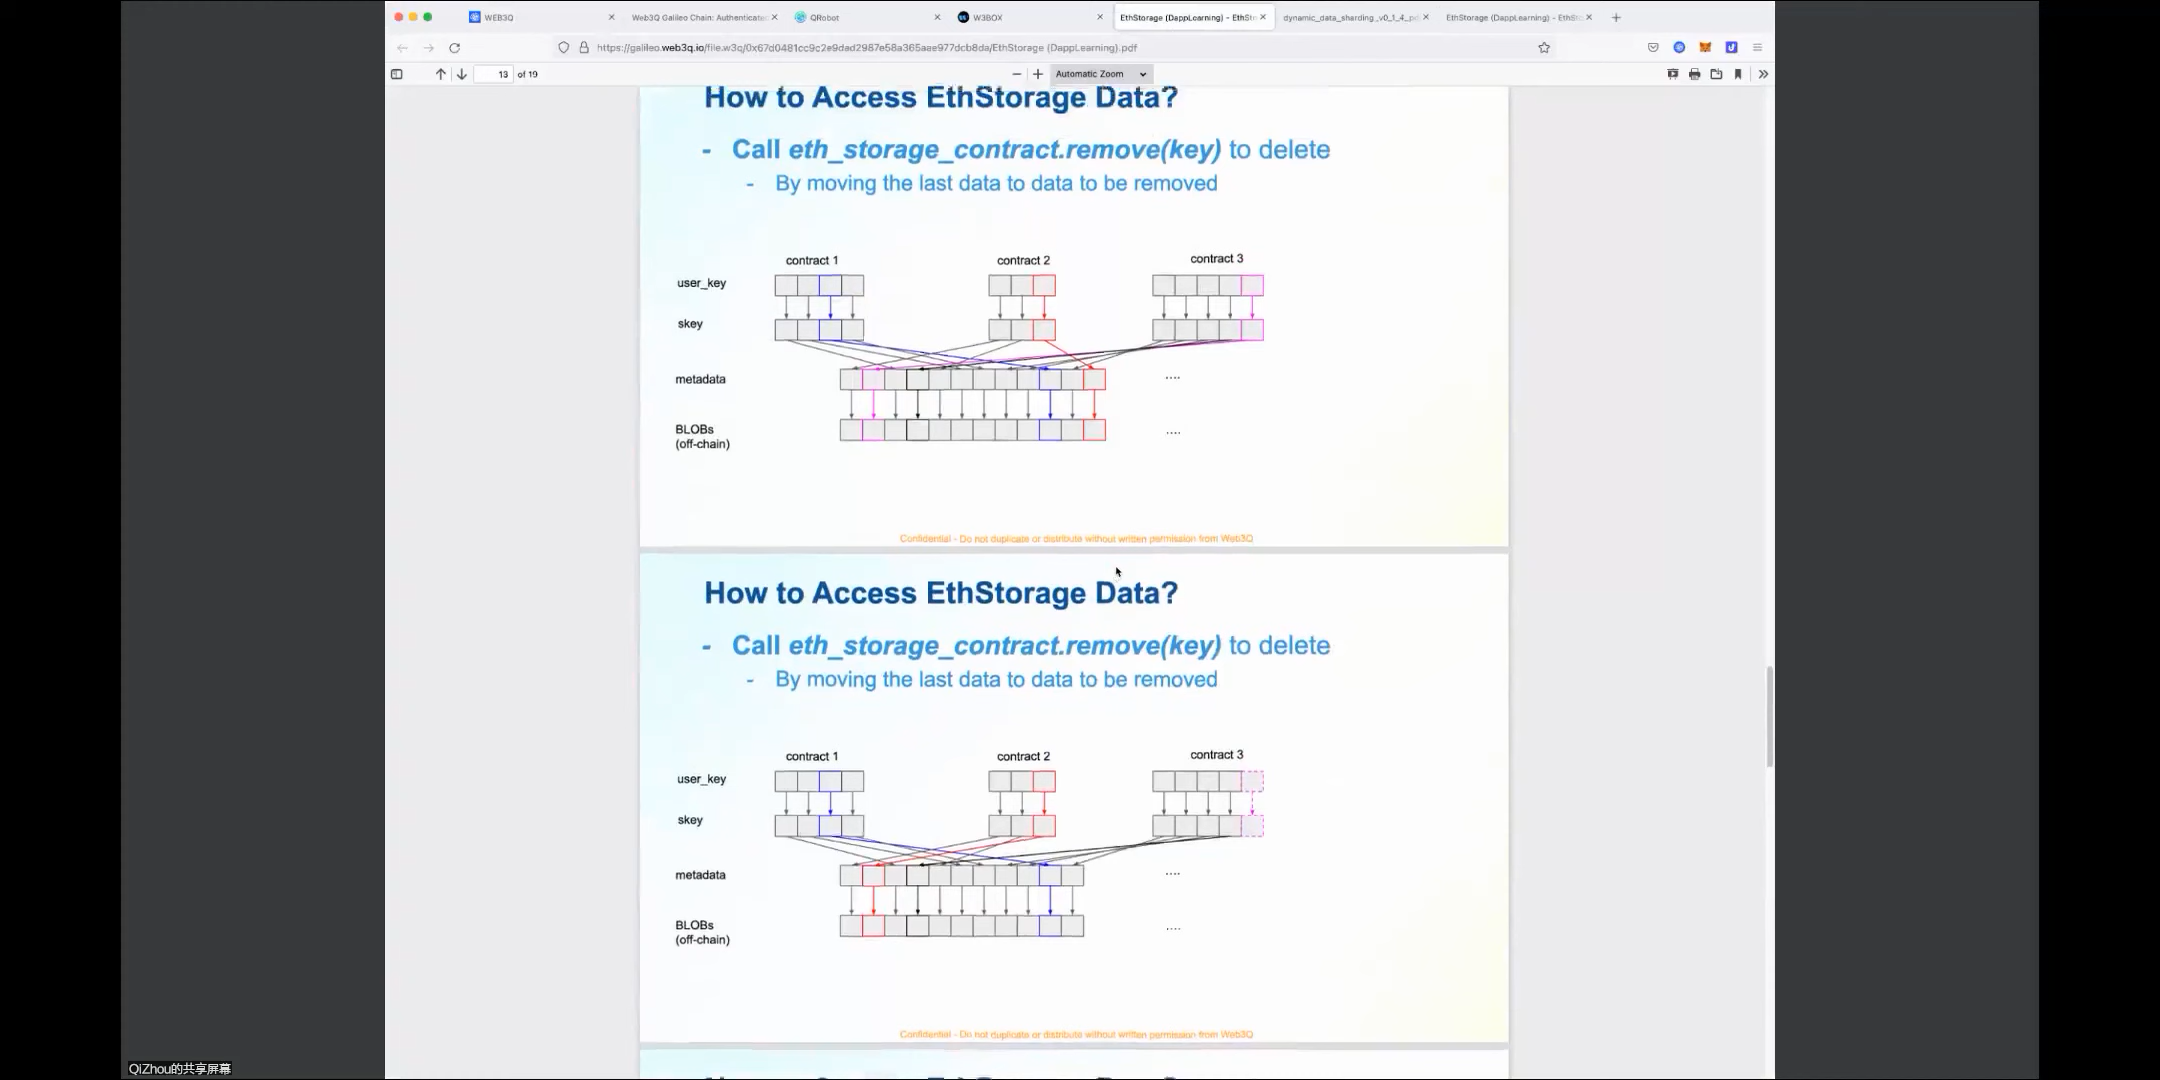 WEB3Q
Web3Q Galileo Chain: Authenticated
QRobot
W3BOX
EthStorage (DappLearning) - EthSto
dynamic_data_sharding_v0_1_4_pd
EthStorage (DappLearning) - EthSto
https://galileo.web3q.io/file.w3q/0x67d0481cc9c2e9dad2987e58a365aae977dcb8da/EthStorage (DappLearning).pdf
13 of 19
Automatic Zoom
How to Access EthStorage Data?
- Call eth_storage_contract.remove(key) to delete
- By moving the last data to data to be removed
contract 1
contract 2
contract 3
user_key
skey
metadata
....
BLOBs
(off-chain)
....
Confidential - Do not duplicate or distribute without written permission from Web3Q
How to Access EthStorage Data?
- Call eth_storage_contract.remove(key) to delete
- By moving the last data to data to be removed
contract 1
contract 2
contract 3
user_key
skey
metadata
....
BLOBs
(off-chain)
....
Confidential - Do not duplicate or distribute without written permission from Web3Q
QiZhou的共享屏幕